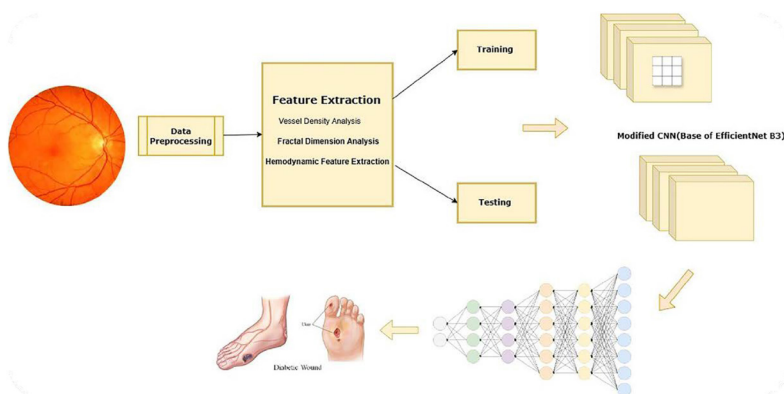 Training
Feature Extraction
Vessel Density Analysis
Fractal Dimension Analysis
Hemodynamic Feature Extraction
Data
Preprocessing
Modified CNN(Base of EfficientNet B3)
Testing
Ulcer
Diabetic Wound